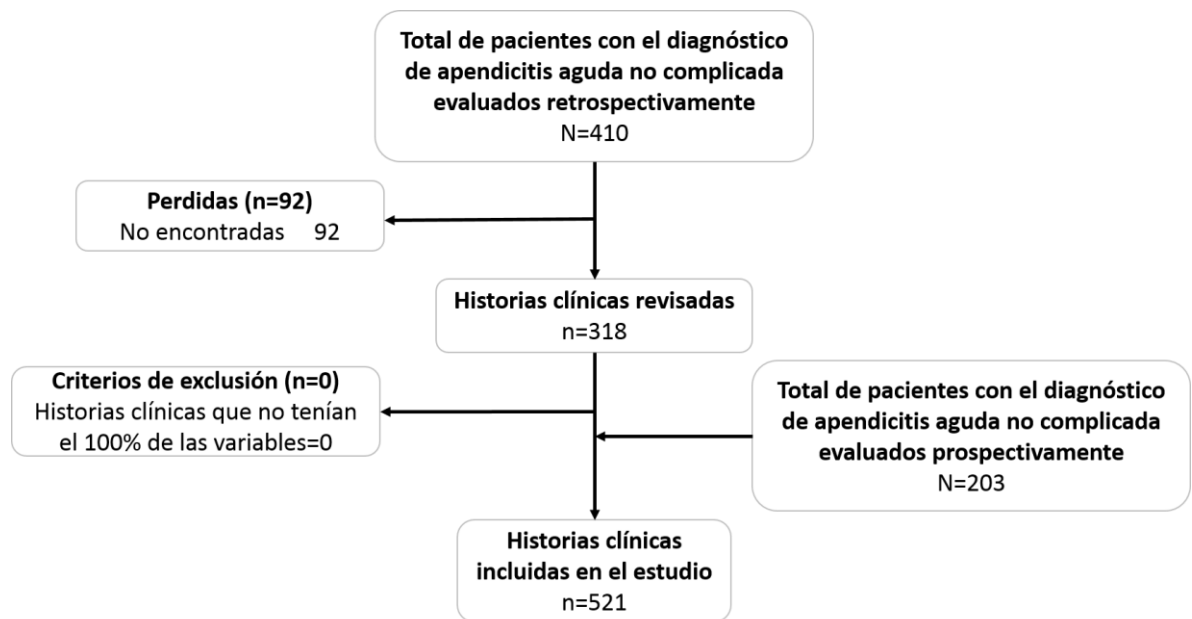 Total de pacientes con el diagnóstico
de apendicitis aguda no complicada
evaluados retrospectivamente
N=410
Perdidas (n=92)
No encontradas 92
Historias clínicas revisadas
n=318
Criterios de exclusión (n=0)
Historias clínicas que no tenían
el 100% de las variables=0
Total de pacientes con el diagnóstico
de apendicitis aguda no complicada
evaluados prospectivamente
N=203
Historias clínicas
incluidas en el estudio
n=521